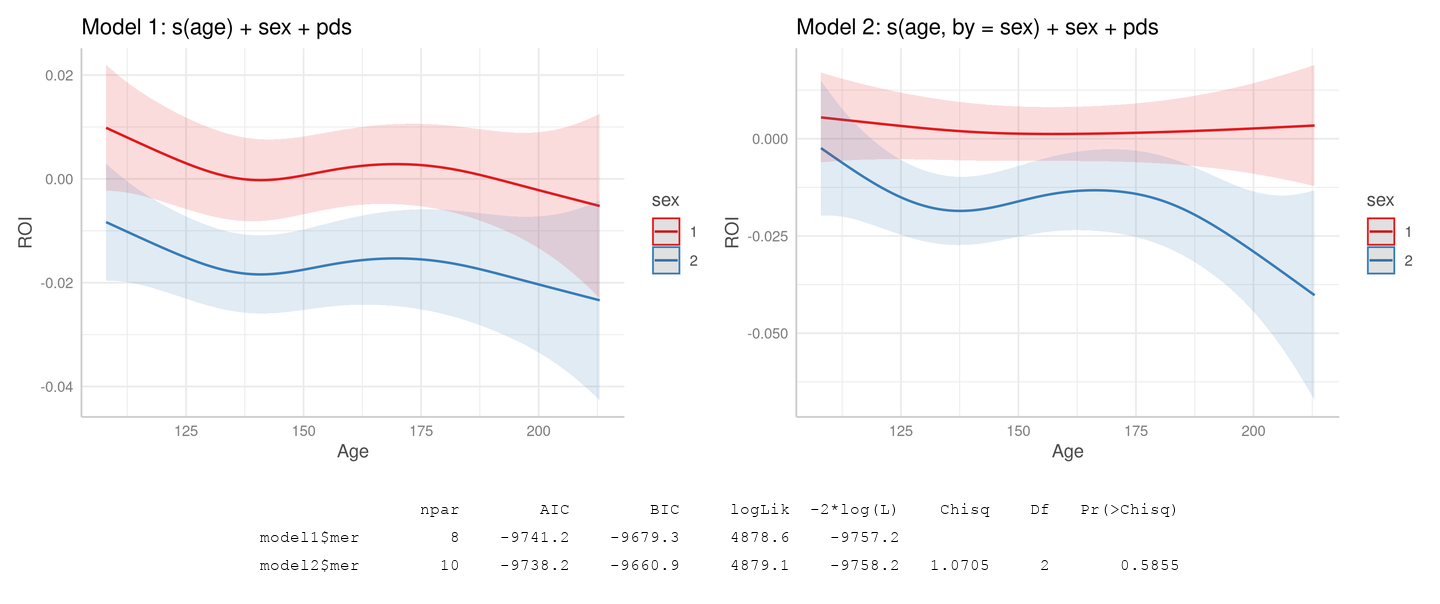 Model 1: s(age) + sex + pds
0.02
0.00
-0.02
-0.04
ROI
125 150 175 200
Age
sex
1
2
Model 2: s(age, by = sex) + sex + pds
0.000
-0.025
-0.050
ROI
125 150 175 200
Age
sex
1
2
npar AIC BIC logLik -2*log(L) Chisq Df Pr(>Chisq)
model1$mer 8 -9741.2 -9679.3 4878.6 -9757.2
model2$mer 10 -9738.2 -9660.9 4879.1 -9758.2 1.0705 2 0.5855